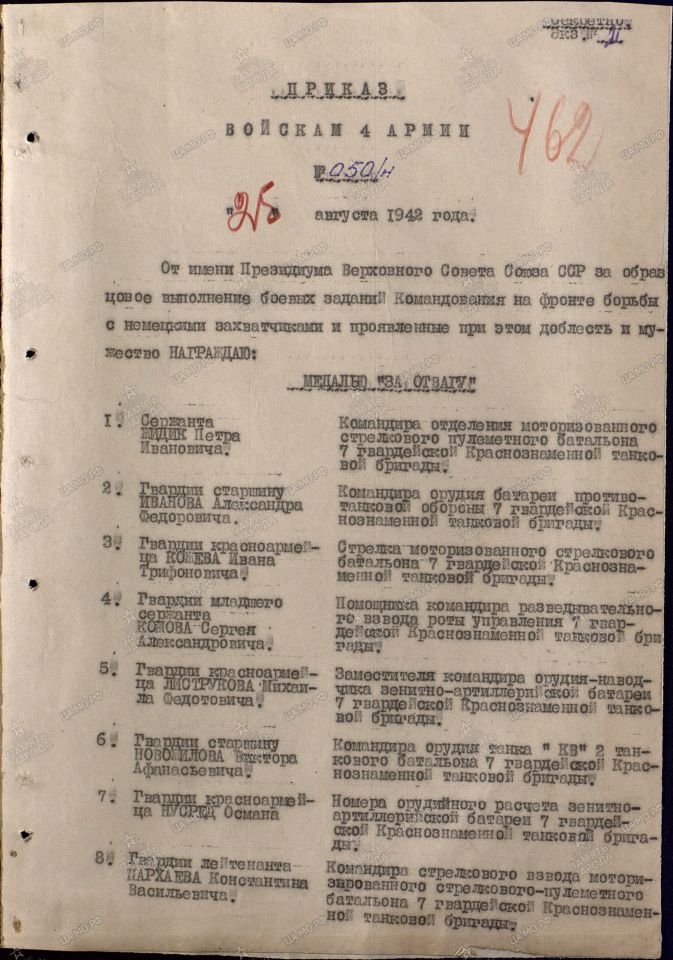 Секретно.
Экз. №
462
ПРИКАЗ
ВОЙСКАМ 4 АРМИИ
№ 050/н
"25" августа 1942 года.
От имени Президиума Верховного Совета Союза ССР за образ
цовое выполнение боевых заданий Командования на фронте борьбы
с немецкими захватчиками и проявленные при этом доблесть и му-
жество НАГРАЖДАЮ:
МЕДАЛЬЮ "ЗА ОТВАГУ"
1. Сержанта
ЖИДИК Петра
Ивановича.
Командира отделения моторизованного
стрелкового пулеметного батальона
7 гвардейской Краснознаменной танко-
вой бригады.
2. Гвардии старшину
ИВАНОВА Александра
Федоровича.
Командира орудия батареи противо-
танковой обороны 7 гвардейской Крас-
нознаменной танковой бригады.
3. Гвардии красноармей-
ца КОЖЕВА Ивана
Трифоновича.
Стрелка моторизованного стрелкового
батальона 7 гвардейской Краснозна-
менной танковой бригады.
4. Гвардии младшего
сержанта
КОЖОВА Сергея
Александровича.
Помощника командира разведывательно-
го взвода роты управления 7 гвар-
дейской Краснознаменной танковой бри
гады.
5. Гвардии красноармей-
ца ЛИСТРУКОВА Михаи-
ла Федотовича.
Заместителя командира орудия-навод-
чика зенитно-артиллерийской батареи
7 гвардейской Краснознаменной танко-
вой бригады.
6. Гвардии старшину
НОВОЖИЛОВА Виктора
Афанасьевича.
Командира орудия танка "КВ" 2 тан-
кового батальона 7 гвардейской Крас-
нознаменной танковой бригады.
7. Гвардии красноармей-
ца НУСРЕД Османа
Номера орудийного расчета зенитно-
артиллерийской батареи 7 гвардей-
ской Краснознаменной танковой брига-
ды.
8. Гвардии лейтенанта
Константина
Васильевича.
Командира стрелкового взвода мотори-
зированного стрелково-пулеметного
батальона 7 гвардейской Краснознамен-
ной танковой бригады.